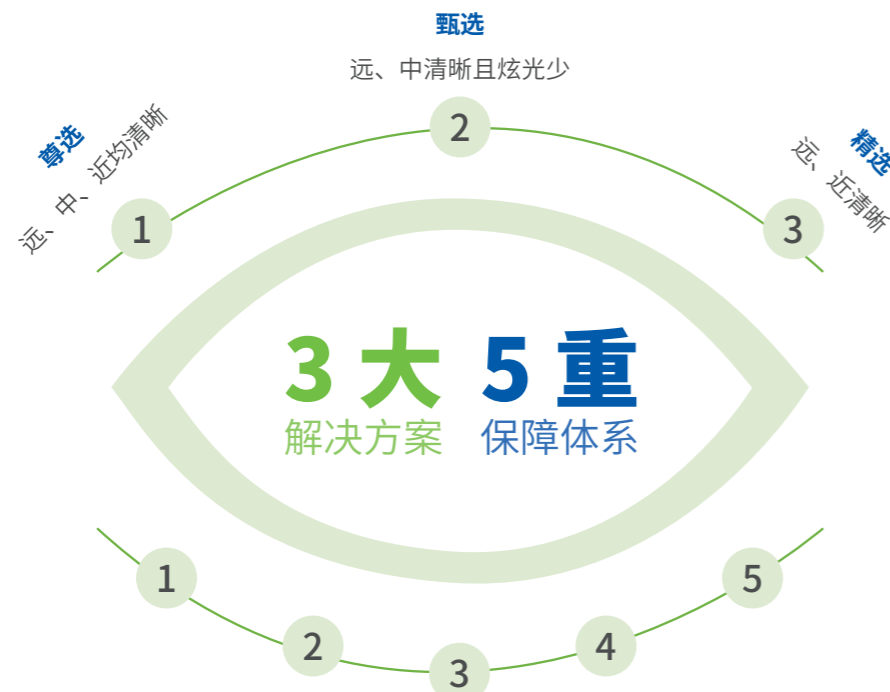 甄选
远、中清晰且炫光少
尊选
远、中、近均清晰
精选
远、近清晰
1
2
3
3 大 5 重
解决方案 保障体系
1
2
3
4
5